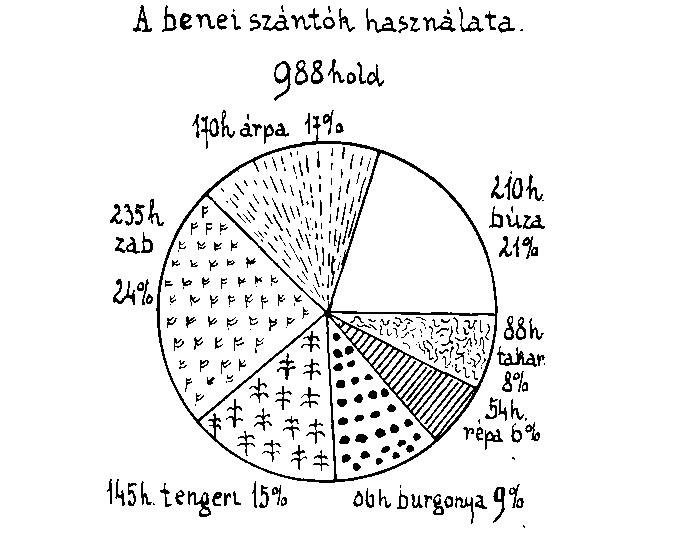 A benei szántók használata.
988 hold
170h árpa 17%
210h.
búza
21%
235h
zab
24%
88h
takar.
8%
54h.
répa 6%
145h. tengeri 15%
burgonya 9%